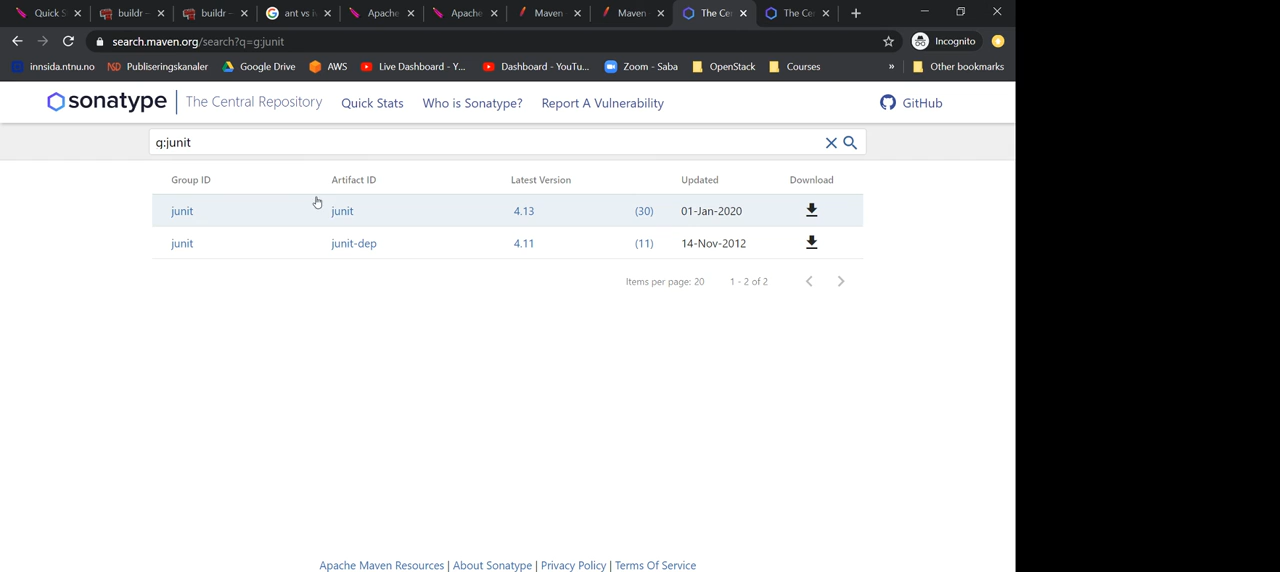 Quick S buildr - buildr - ant vs iv Apache Apache Maven Maven The Cen The Cen
search.maven.org/search?q=g:junit Incognito
innsida.ntnu.no Publiseringskanaler Google Drive AWS Live Dashboard - Y... Dashboard - YouTu... Zoom - Saba OpenStack Courses » Other bookmarks
sonatype The Central Repository Quick Stats Who is Sonatype? Report A Vulnerability GitHub
g:junit
Group ID Artifact ID Latest Version Updated Download
junit junit 4.13 (30) 01-Jan-2020
junit junit-dep 4.11 (11) 14-Nov-2012
Items per page: 20 1 - 2 of 2
Apache Maven Resources | About Sonatype | Privacy Policy | Terms Of Service